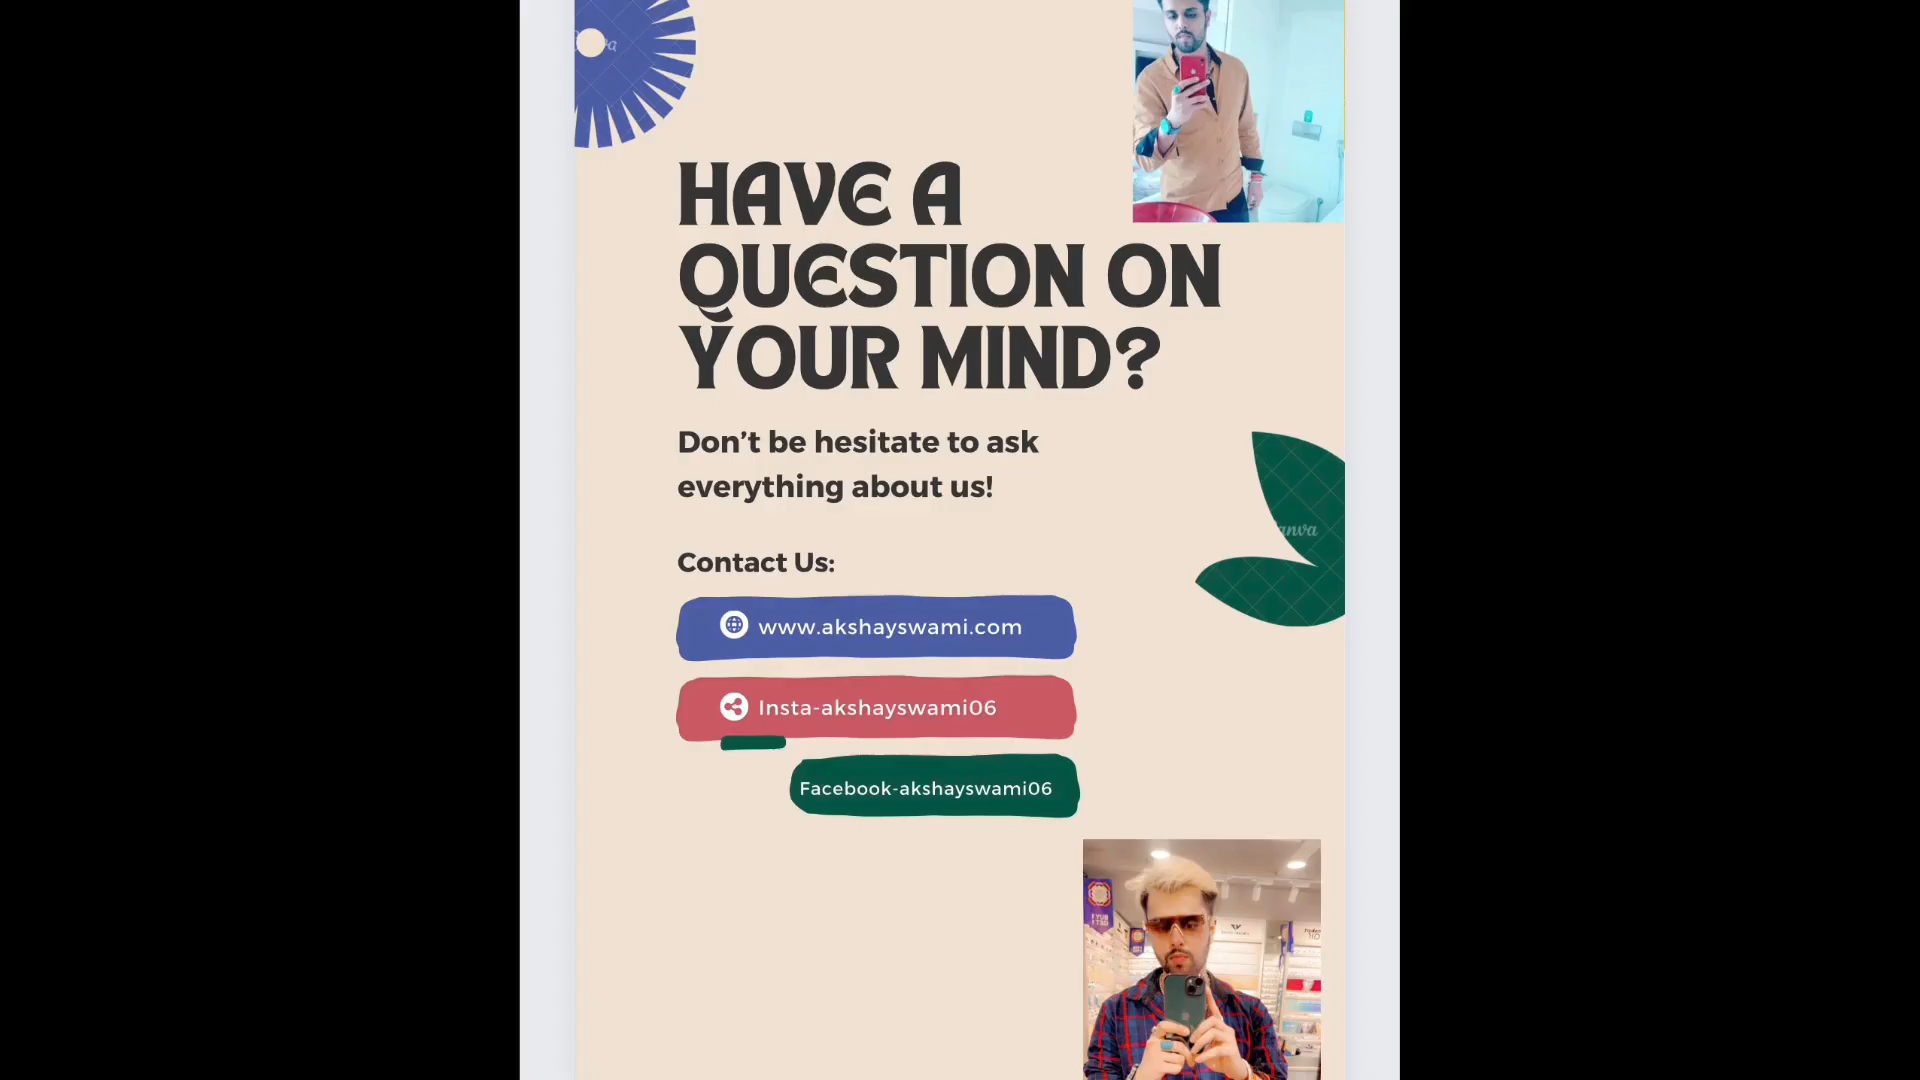 HAVE A
QUESTION ON
YOUR MIND?
Don't be hesitate to ask
everything about us!
Contact Us:
www.akshayswami.com
Insta-akshayswami06
Facebook-akshayswami06